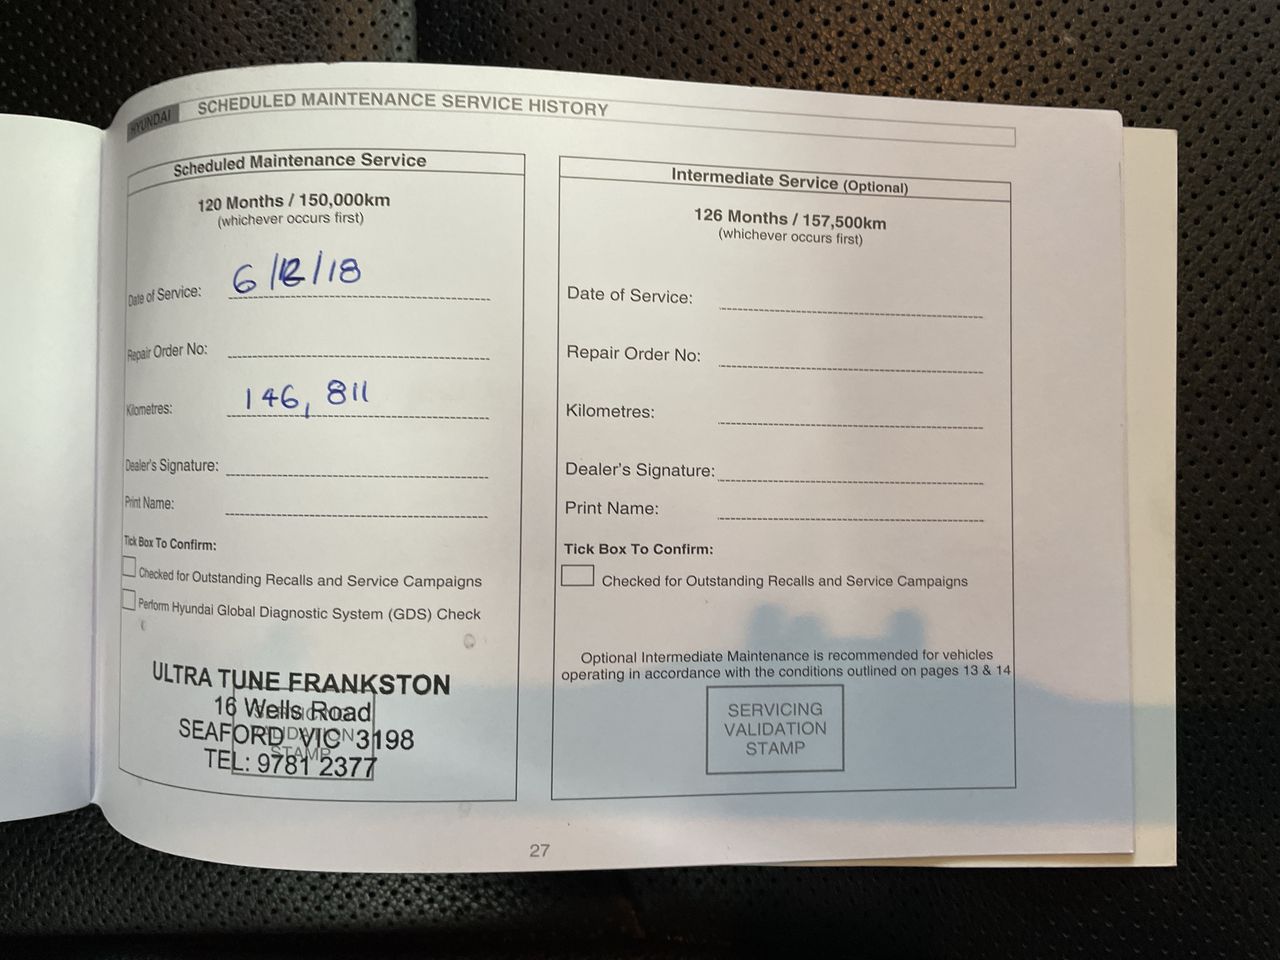 HYUNDAI
SCHEDULED MAINTENANCE SERVICE HISTORY
Scheduled Maintenance Service
120 Months / 150,000km
(whichever occurs first)
Date of Service: 6/12/18
Repair Order No:
Kilometres: 146, 811
Dealer's Signature:
Print Name:
Tick Box To Confirm:
Checked for Outstanding Recalls and Service Campaigns
Perform Hyundai Global Diagnostic System (GDS) Check
ULTRA TUNE FRANKSTON
16 Wells Road
SEAFORD VIC 3198
TEL: 9781 2377
SERVICING
VALIDATION
STAMP
Intermediate Service (Optional)
126 Months / 157,500km
(whichever occurs first)
Date of Service:
Repair Order No:
Kilometres:
Dealer's Signature:
Print Name:
Tick Box To Confirm:
Checked for Outstanding Recalls and Service Campaigns
Optional Intermediate Maintenance is recommended for vehicles
operating in accordance with the conditions outlined on pages 13 & 14
SERVICING
VALIDATION
STAMP
27